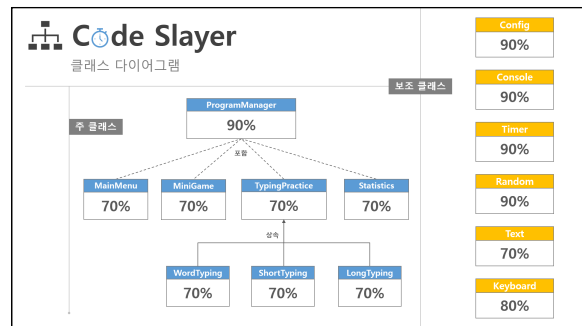 Code Slayer
클래스 다이어그램
보조 클래스
주 클래스
ProgramManager
90%
포함
MainMenu
70%
MiniGame
70%
TypingPractice
70%
Statistics
70%
상속
WordTyping
70%
ShortTyping
70%
LongTyping
70%
Config
90%
Console
90%
Timer
90%
Random
90%
Text
70%
Keyboard
80%